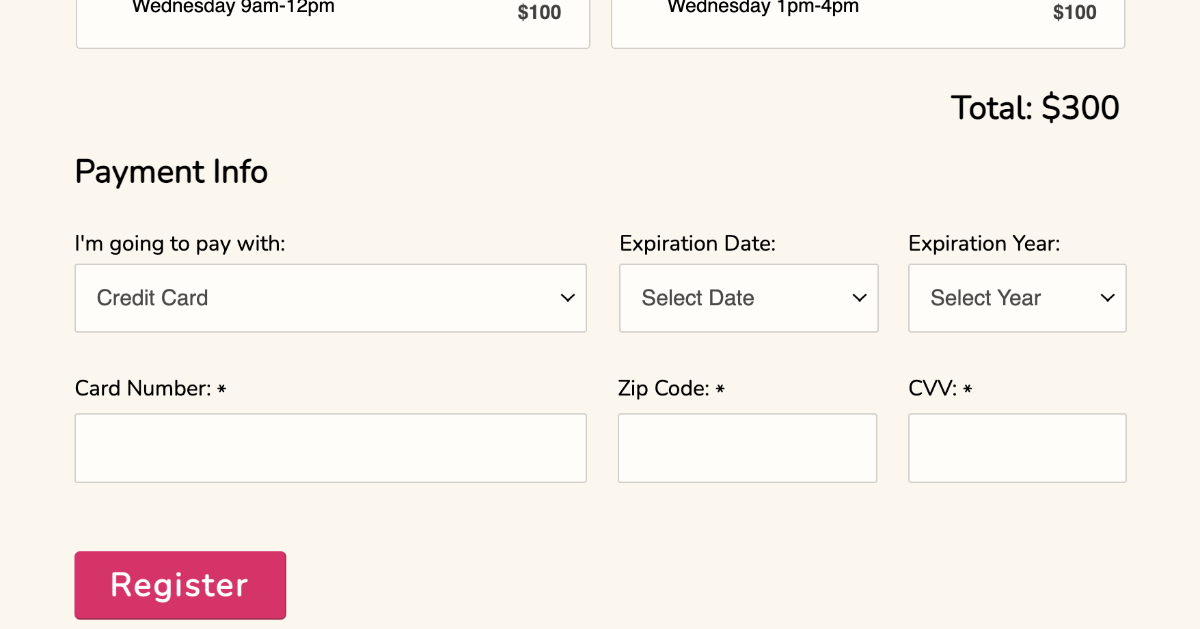 Wednesday 9am-12pm $100 Wednesday 1pm-4pm $100
Total: $300
Payment Info
I'm going to pay with: Expiration Date: Expiration Year:
Credit Card Select Date Select Year
Card Number: * Zip Code: * CVV: *
Register